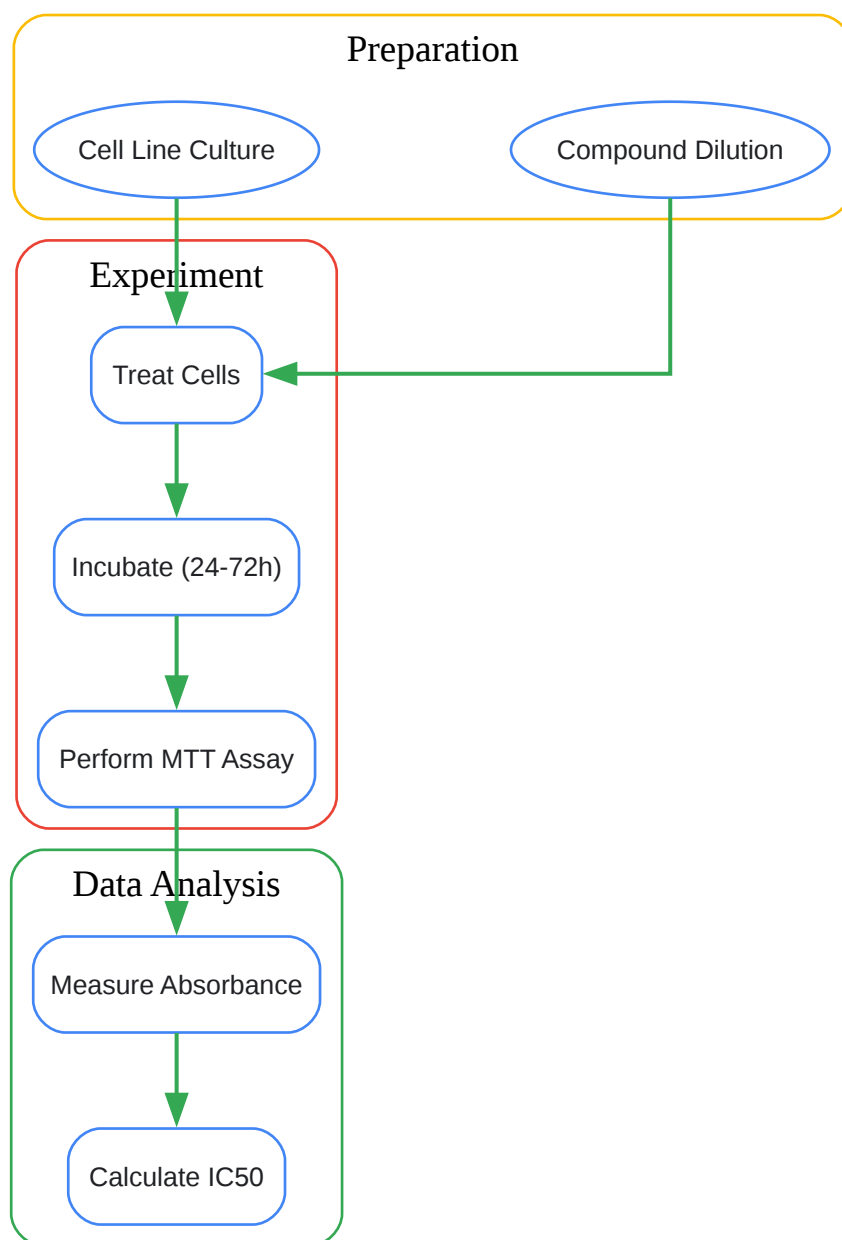 Preparation
Cell Line Culture
Compound Dilution
Experiment
Treat Cells
Incubate (24-72h)
Perform MTT Assay
Data Analysis
Measure Absorbance
Calculate IC50